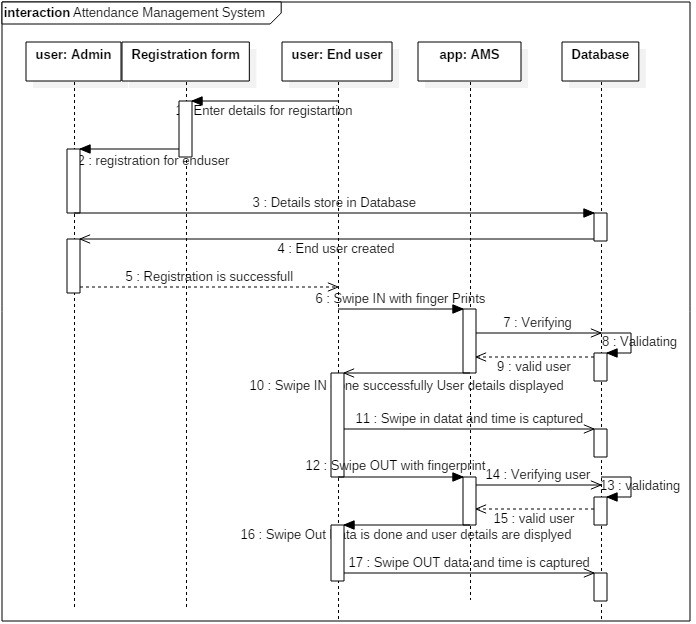 interaction Attendance Management System
user: Admin
Registration form
user: End user
app: AMS
Database
1 : Enter details for registartion
2 : registration for enduser
3 : Details store in Database
4 : End user created
5 : Registration is successfull
6 : Swipe IN with finger Prints
7 : Verifying
8 : Validating
9 : valid user
10 : Swipe IN ne successfully User details displayed
11 : Swipe in datat and time is captured
12 : Swipe OUT with fingerprint
14 : Verifying user
13 : validating
15 : valid user
16 : Swipe Out ata is done and user details are displyed
17 : Swipe OUT data and time is captured